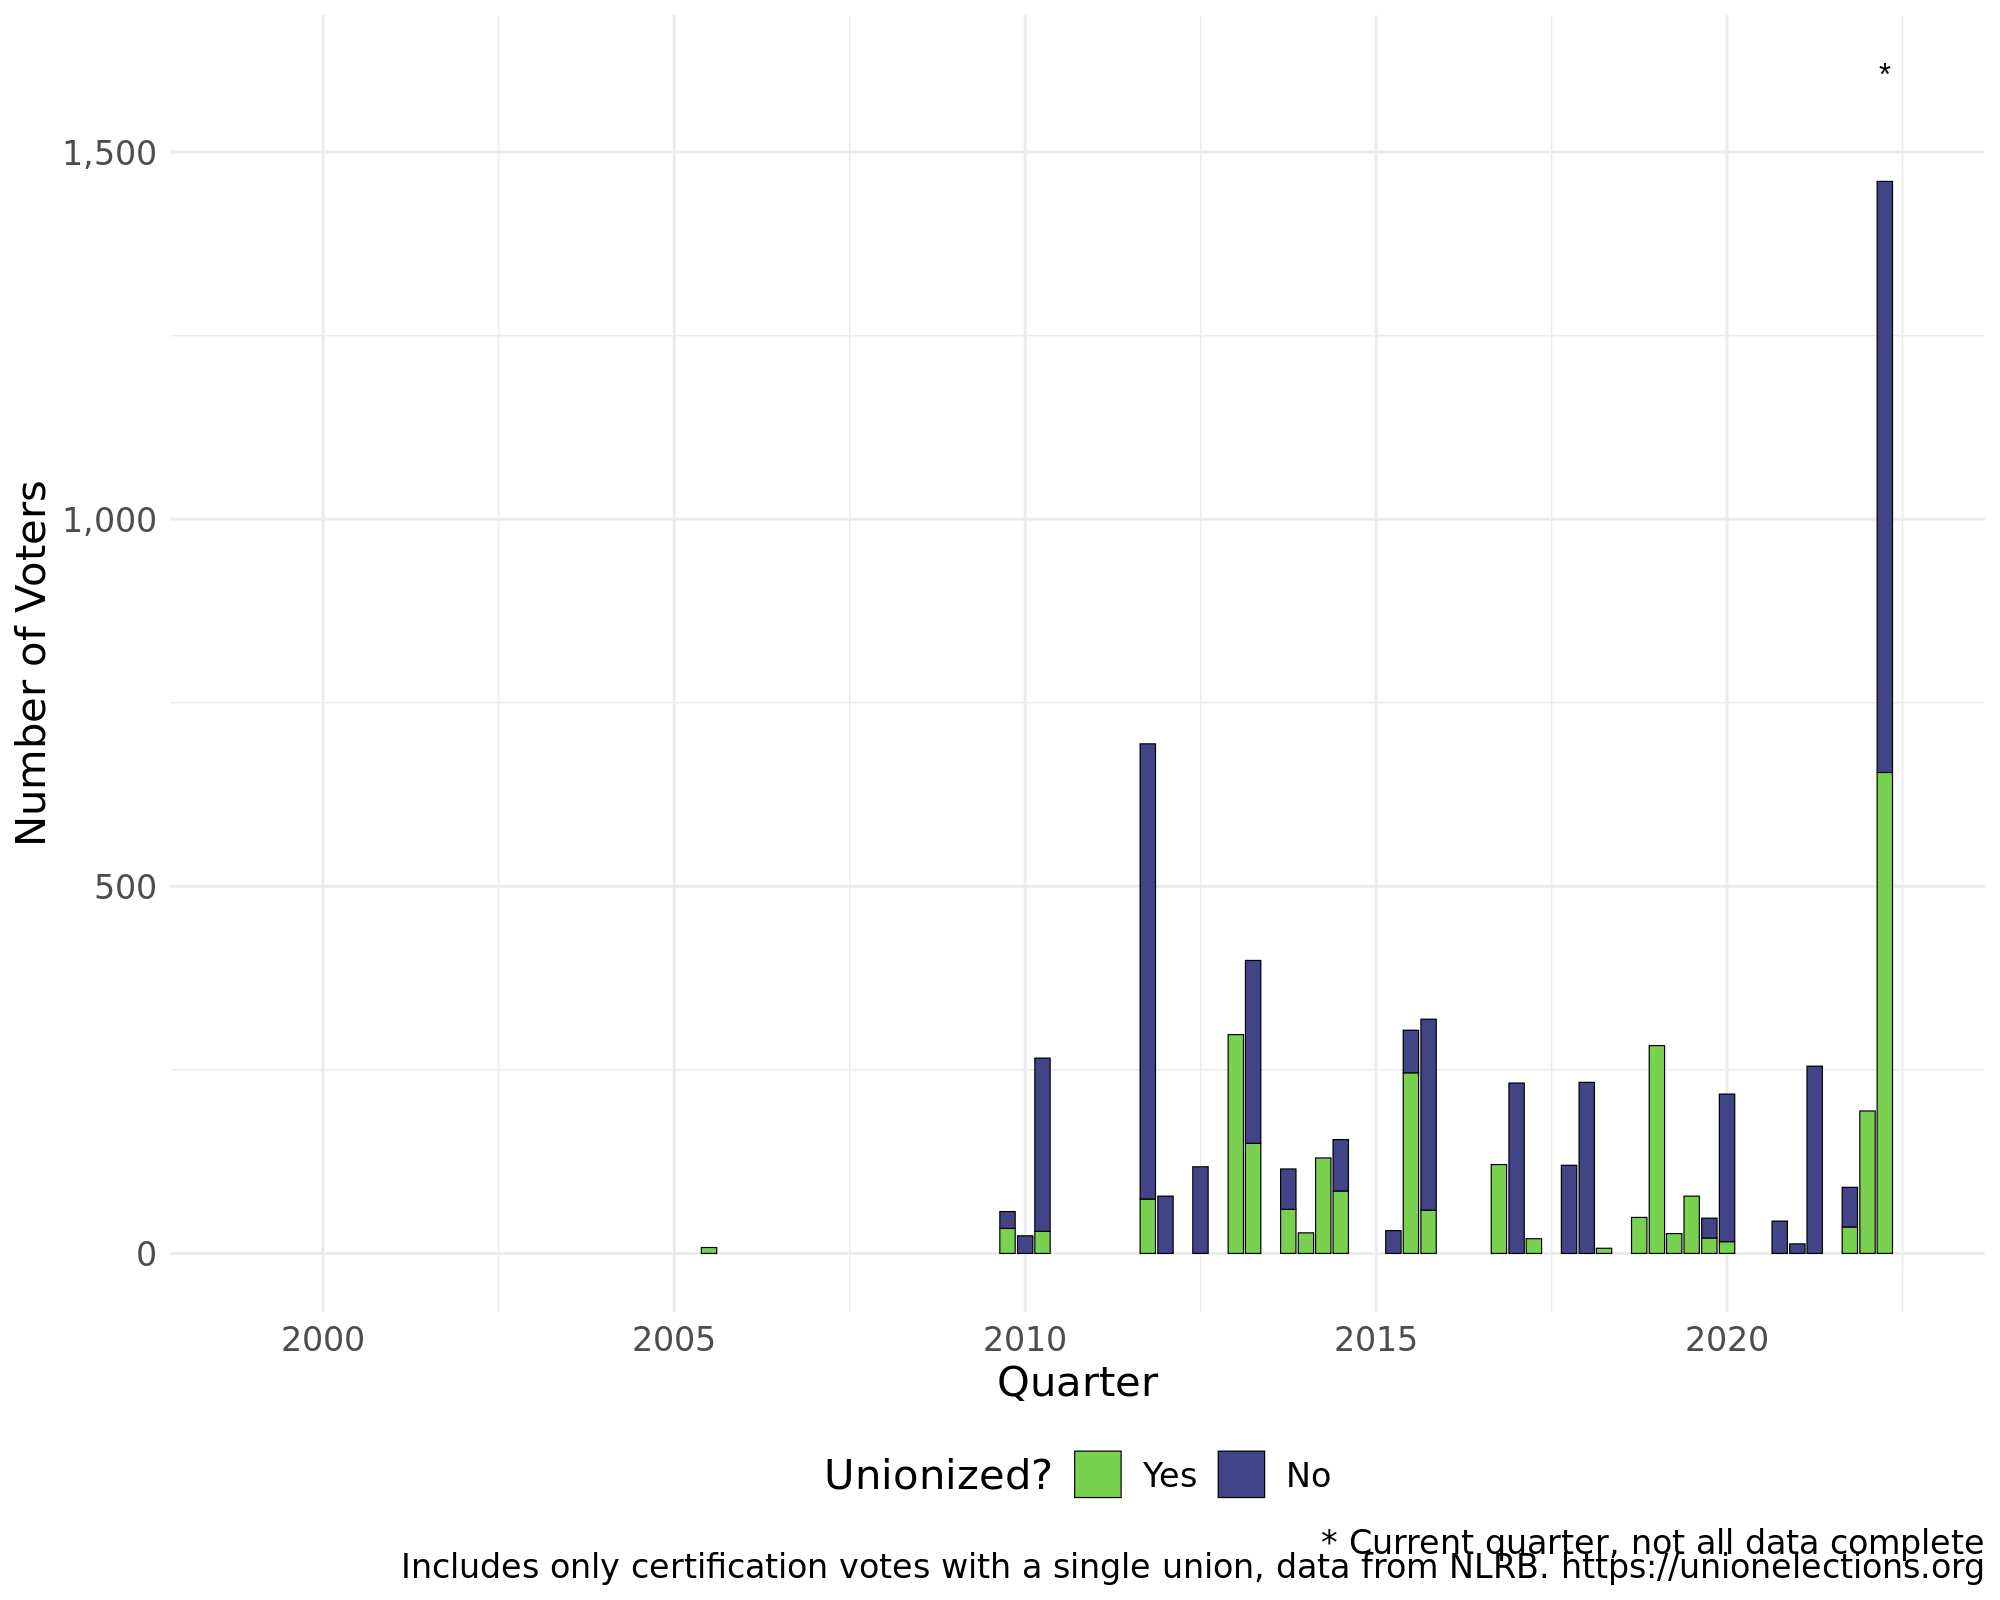 *
1,500
1,000
500
0
Number of Voters
2000 2005 2010 2015 2020
Quarter
Unionized? Yes No
* Current quarter, not all data complete
Includes only certification votes with a single union, data from NLRB. https://unionelections.org